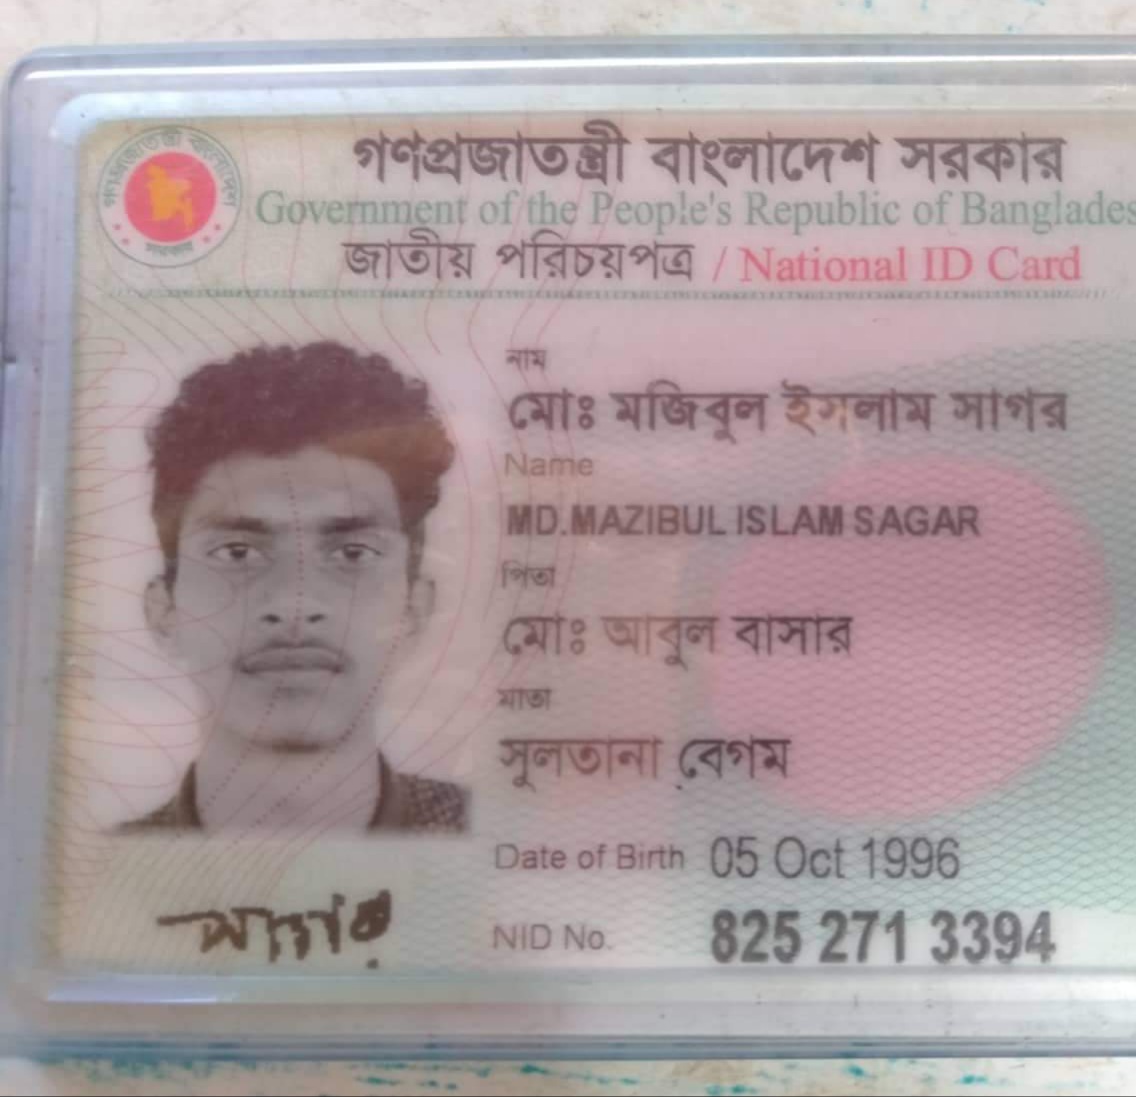 গণপ্রজাতন্ত্রী বাংলাদেশ সরকার
Government of the People's Republic of Banglades
জাতীয় পরিচয়পত্র / National ID Card
নাম
মোঃ মজিবুল ইসলাম সাগর
Name
MD.MAZIBUL ISLAM SAGAR
পিতা
মোঃ আবুল বাসার
মাতা
সুলতানা বেগম
Date of Birth 05 Oct 1996
NID No. 825 271 3394
সাগর